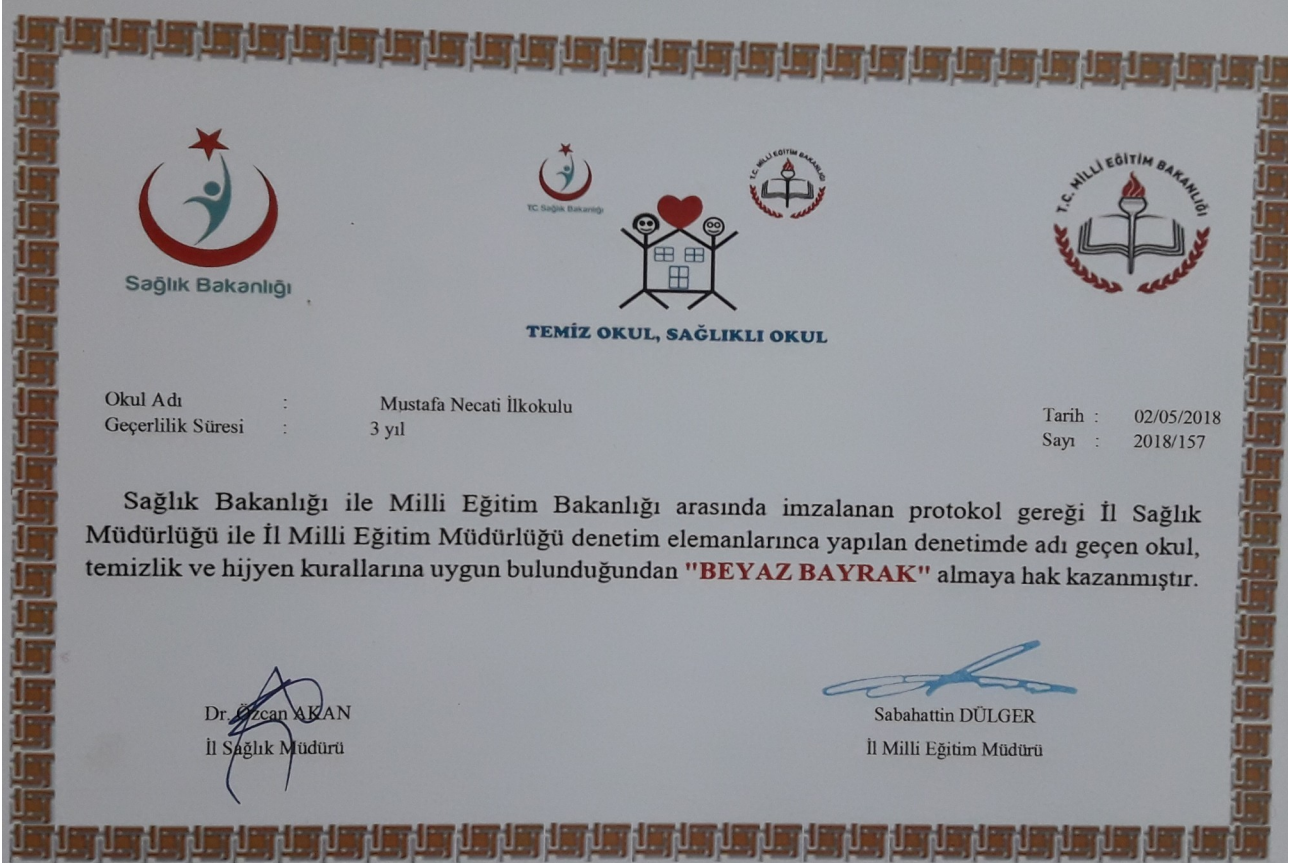 Sağlık Bakanlığı
TC Sağlık Bakanlığı
T.C. MİLLİ EĞİTİM BAKANLIĞI
T.C. MİLLİ EĞİTİM BAKANLIĞI
TEMİZ OKUL, SAĞLIKLI OKUL
Okul Adı : Mustafa Necati İlkokulu
Geçerlilik Süresi : 3 yıl
Tarih : 02/05/2018
Sayı : 2018/157
Sağlık Bakanlığı ile Milli Eğitim Bakanlığı arasında imzalanan protokol gereği İl Sağlık
Müdürlüğü ile İl Milli Eğitim Müdürlüğü denetim elemanlarınca yapılan denetimde adı geçen okul,
temizlik ve hijyen kurallarına uygun bulunduğundan "BEYAZ BAYRAK" almaya hak kazanmıştır.
Dr. Özcan AKAN
İl Sağlık Müdürü
Sabahattin DÜLGER
İl Milli Eğitim Müdürü